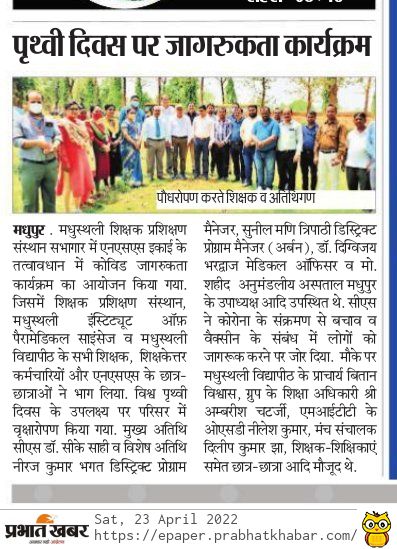 पृथ्वी दिवस पर जागरुकता कार्यक्रम
पौधरोपण करते शिक्षक व अतिथिगण
मधुपुर . मधुस्थली शिक्षक प्रशिक्षण
संस्थान सभागार में एनएसएस इकाई के
तत्वावधान में कोविड जागरुकता
कार्यक्रम का आयोजन किया गया.
जिसमें शिक्षक प्रशिक्षण संस्थान,
मधुस्थली इंस्टिट्यूट ऑफ़
पैरामेडिकल साइंसेज व मधुस्थली
विद्यापीठ के सभी शिक्षक, शिक्षकेत्तर
कर्मचारियों और एनएसएस के छात्र-
छात्राओं ने भाग लिया. विश्व पृथ्वी
दिवस के उपलक्ष्य पर परिसर में
वृक्षारोपण किया गया. मुख्य अतिथि
सीएस डॉ. सीके साही व विशेष अतिथि
नीरज कुमार भगत डिस्ट्रिक्ट प्रोग्राम
मैनेजर, सुनील मणि त्रिपाठी डिस्ट्रिक्ट
प्रोग्राम मैनेजर ( अर्बन), डॉ. दिग्विजय
भरद्वाज मेडिकल ऑफिसर व मो.
शहीद अनुमंडलीय अस्पताल मधुपुर
के उपाध्यक्ष आदि उपस्थित थे. सीएस
ने कोरोना के संक्रमण से बचाव व
वैक्सीन के संबंध में लोगों को
जागरूक करने पर जोर दिया. मौके पर
मधुस्थली विद्यापीठ के प्राचार्य बितान
विश्वास, ग्रुप के शिक्षा अधिकारी श्री
अम्बरीश चटर्जी, एमआईटीटी के
ओएसडी नीलेश कुमार, मंच संचालक
दिलीप कुमार झा, शिक्षक-शिक्षिकाएं
समेत छात्र-छात्रा आदि मौजूद थे.
प्रभात खबर
अखबार नहीं आंदोलन
Sat, 23 April 2022
https://epaper.prabhatkhabar.com/